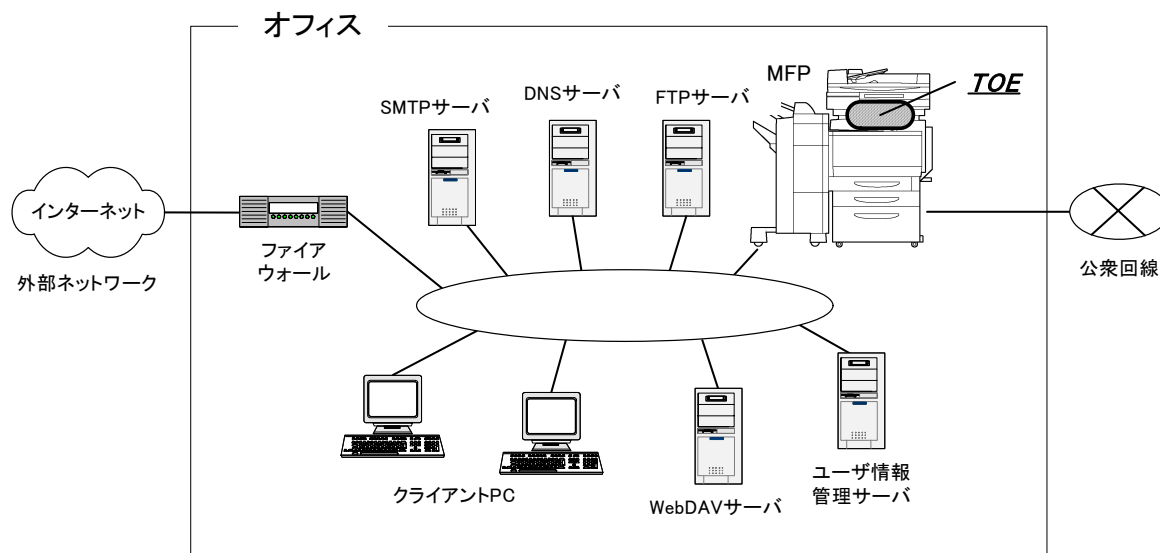 オフィス
MFP
TOE
SMTPサーバ
DNSサーバ
FTPサーバ
インターネット
外部ネットワーク
ファイア
ウォール
公衆回線
クライアントPC
WebDAVサーバ
ユーザ情報
管理サーバ